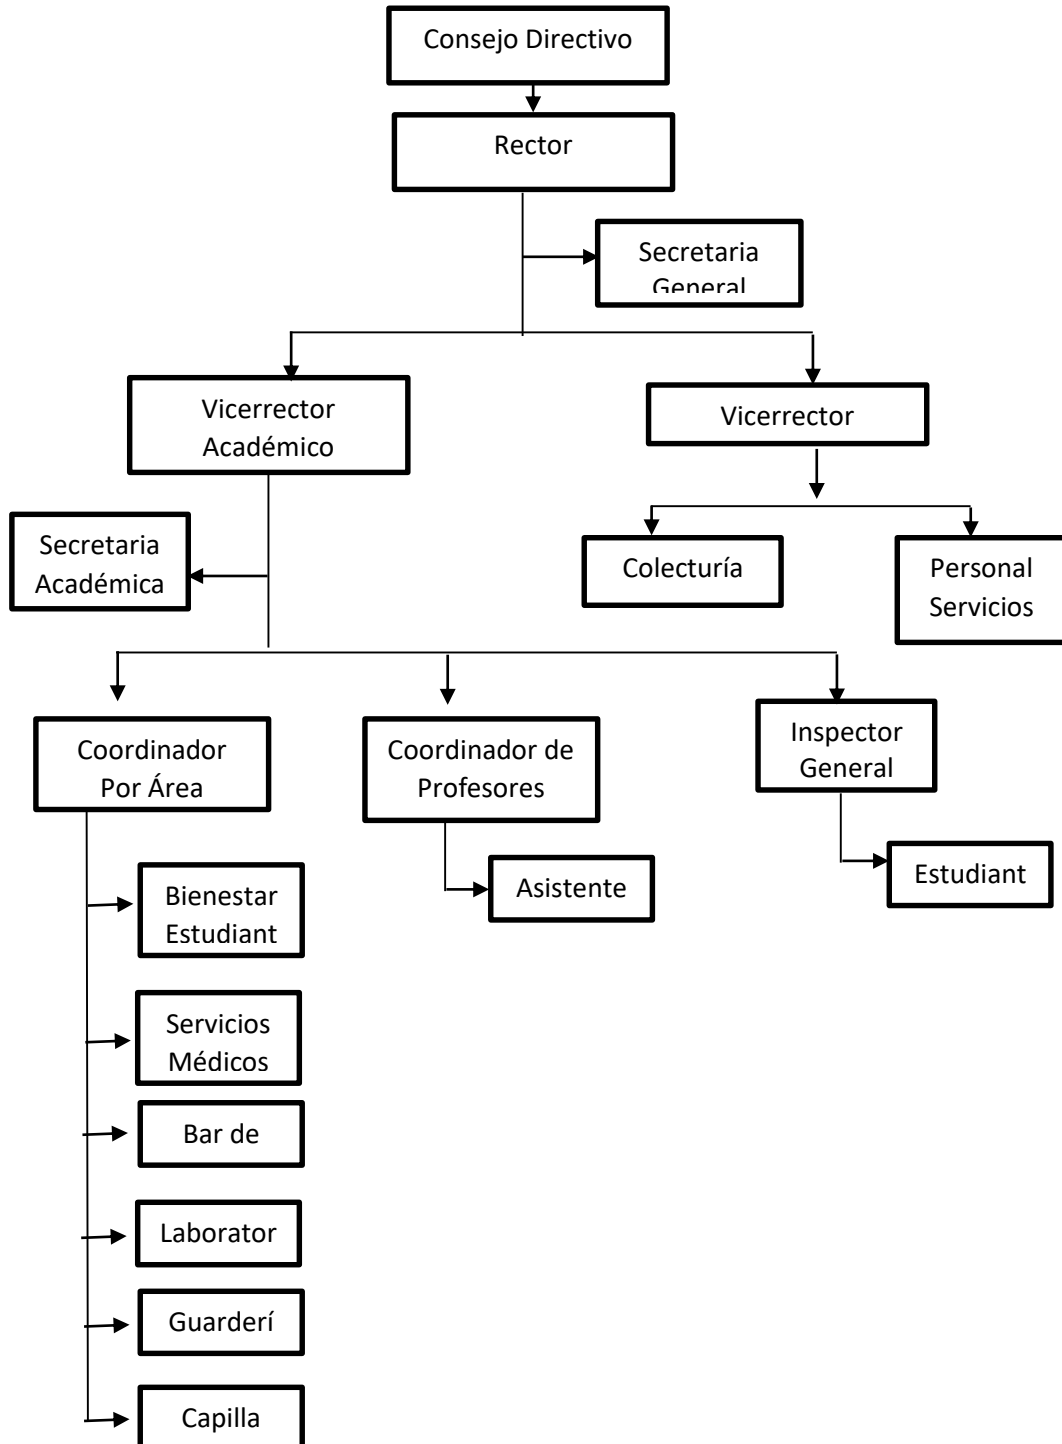 Consejo Directivo
Rector
Secretaria
General
Vicerrector
Académico
Vicerrector
Secretaria
Académica
Colecturía
Personal
Servicios
Coordinador
Por Área
Coordinador de
Profesores
Inspector
General
Bienestar
Estudiant
Asistente
Estudiant
Servicios
Médicos
Bar de
Laborator
Guarderí
Capilla